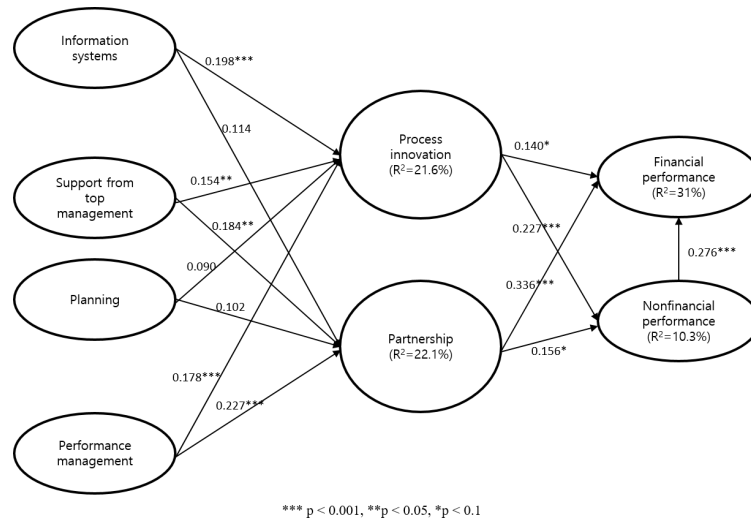 Information
systems
0.198***
0.114
Process
innovation
(R²=21.6%)
0.140*
Financial
performance
(R²=31%)
Support from
top
management
0.154**
0.184**
0.227***
0.276***
Planning
0.090
0.102
0.336***
Partnership
(R²=22.1%)
0.156*
Nonfinancial
performance
(R²=10.3%)
0.178***
0.227***
Performance
management
*** p < 0.001, **p < 0.05, *p < 0.1